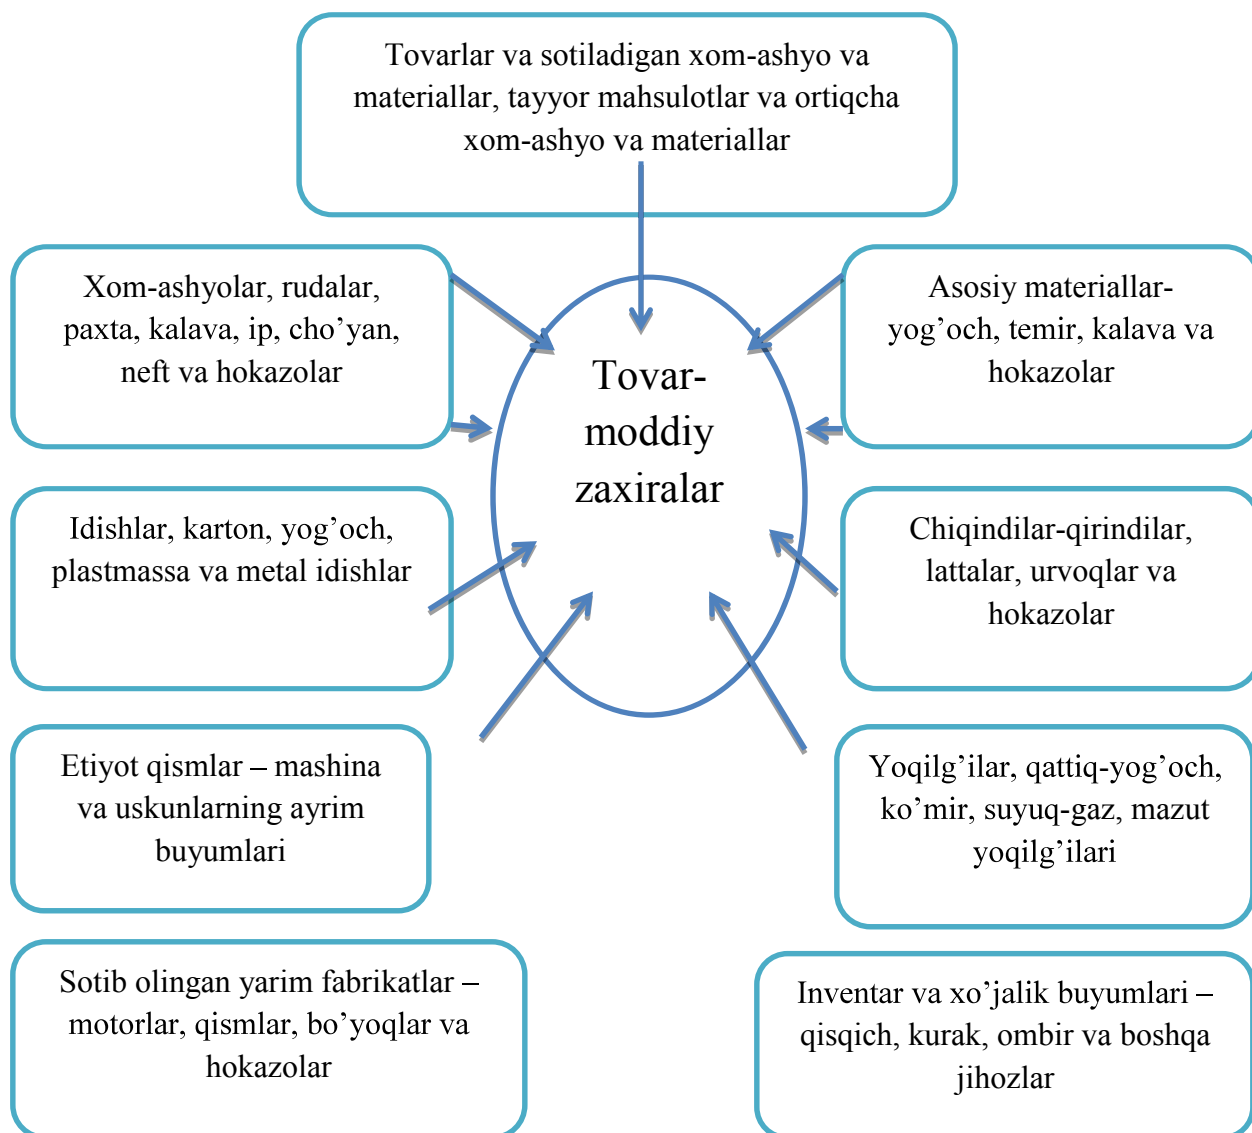 Tovarlar va sotiladigan xom-ashyo va
materiallar, tayyor mahsulotlar va ortiqcha
xom-ashyo va materiallar
Xom-ashyolar, rudalar,
paxta, kalava, ip, cho’yan,
neft va hokazolar
Asosiy materiallar-
yog’och, temir, kalava va
hokazolar
Tovar-
moddiy
zaxiralar
Idishlar, karton, yog’och,
plastmassa va metal idishlar
Chiqindilar-qirindilar,
lattalar, urvoqlar va
hokazolar
Etiyot qismlar – mashina
va uskunlarning ayrim
buyumlari
Yoqilg’ilar, qattiq-yog’och,
ko’mir, suyuq-gaz, mazut
yoqilg’ilari
Sotib olingan yarim fabrikatlar –
motorlar, qismlar, bo’yoqlar va
hokazolar
Inventar va xo’jalik buyumlari –
qisqich, kurak, ombir va boshqa
jihozlar